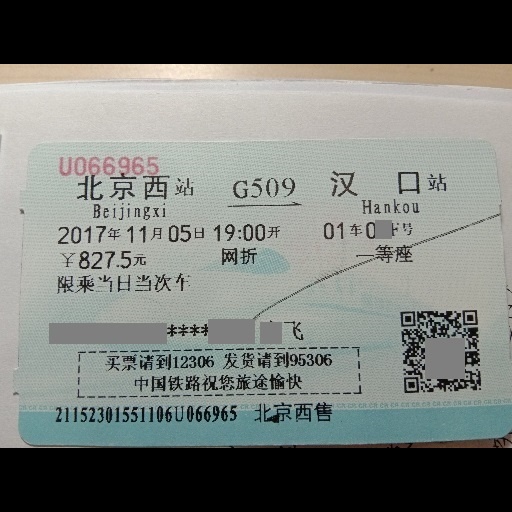 U066965
北京西站 G509 汉口站
Beijingxi Hankou
2017年11月05日 19:00开 01车0 F号
￥827.5元 网折 一等座
限乘当日当次车
**** 飞
买票请到12306 发货请到95306
中国铁路祝您旅途愉快
21152301551106U066965 北京西售